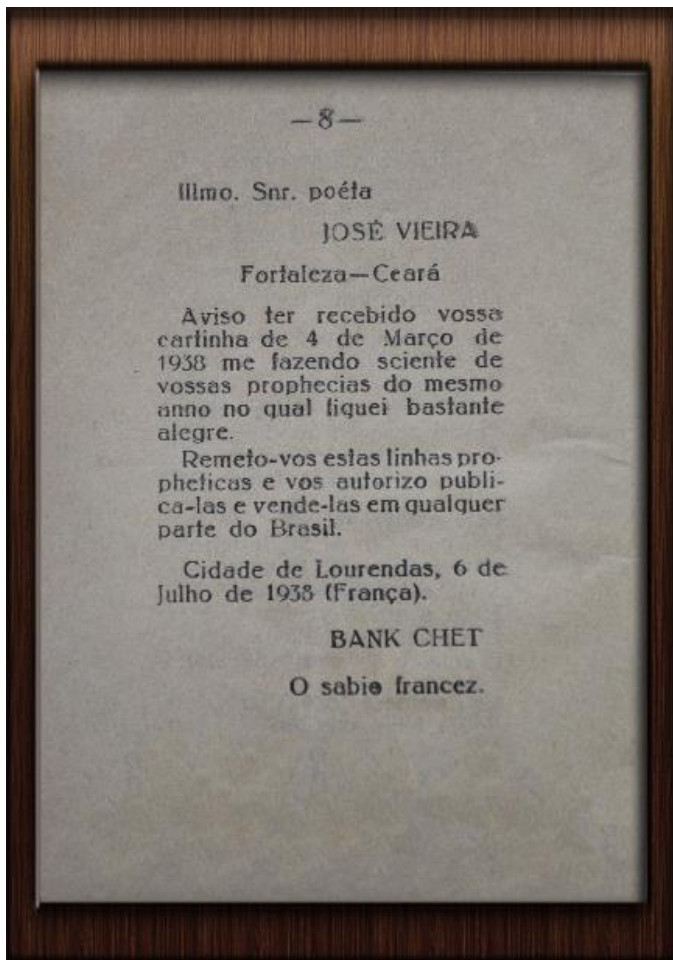 —8—
Illmo. Snr. poéta
JOSÉ VIEIRA
Fortaleza—Ceará
Aviso ter recebido vossa
cartinha de 4 de Março de
1938 me fazendo sciente de
vossas prophecias do mesmo
anno no qual fiquei bastante
alegre.
Remeto-vos estas linhas pro-
pheticas e vos autorizo publi-
ca-las e vende-las em qualquer
parte do Brasil.
Cidade de Lourendas, 6 de
Julho de 1938 (França).
BANK CHET
O sabio francez.